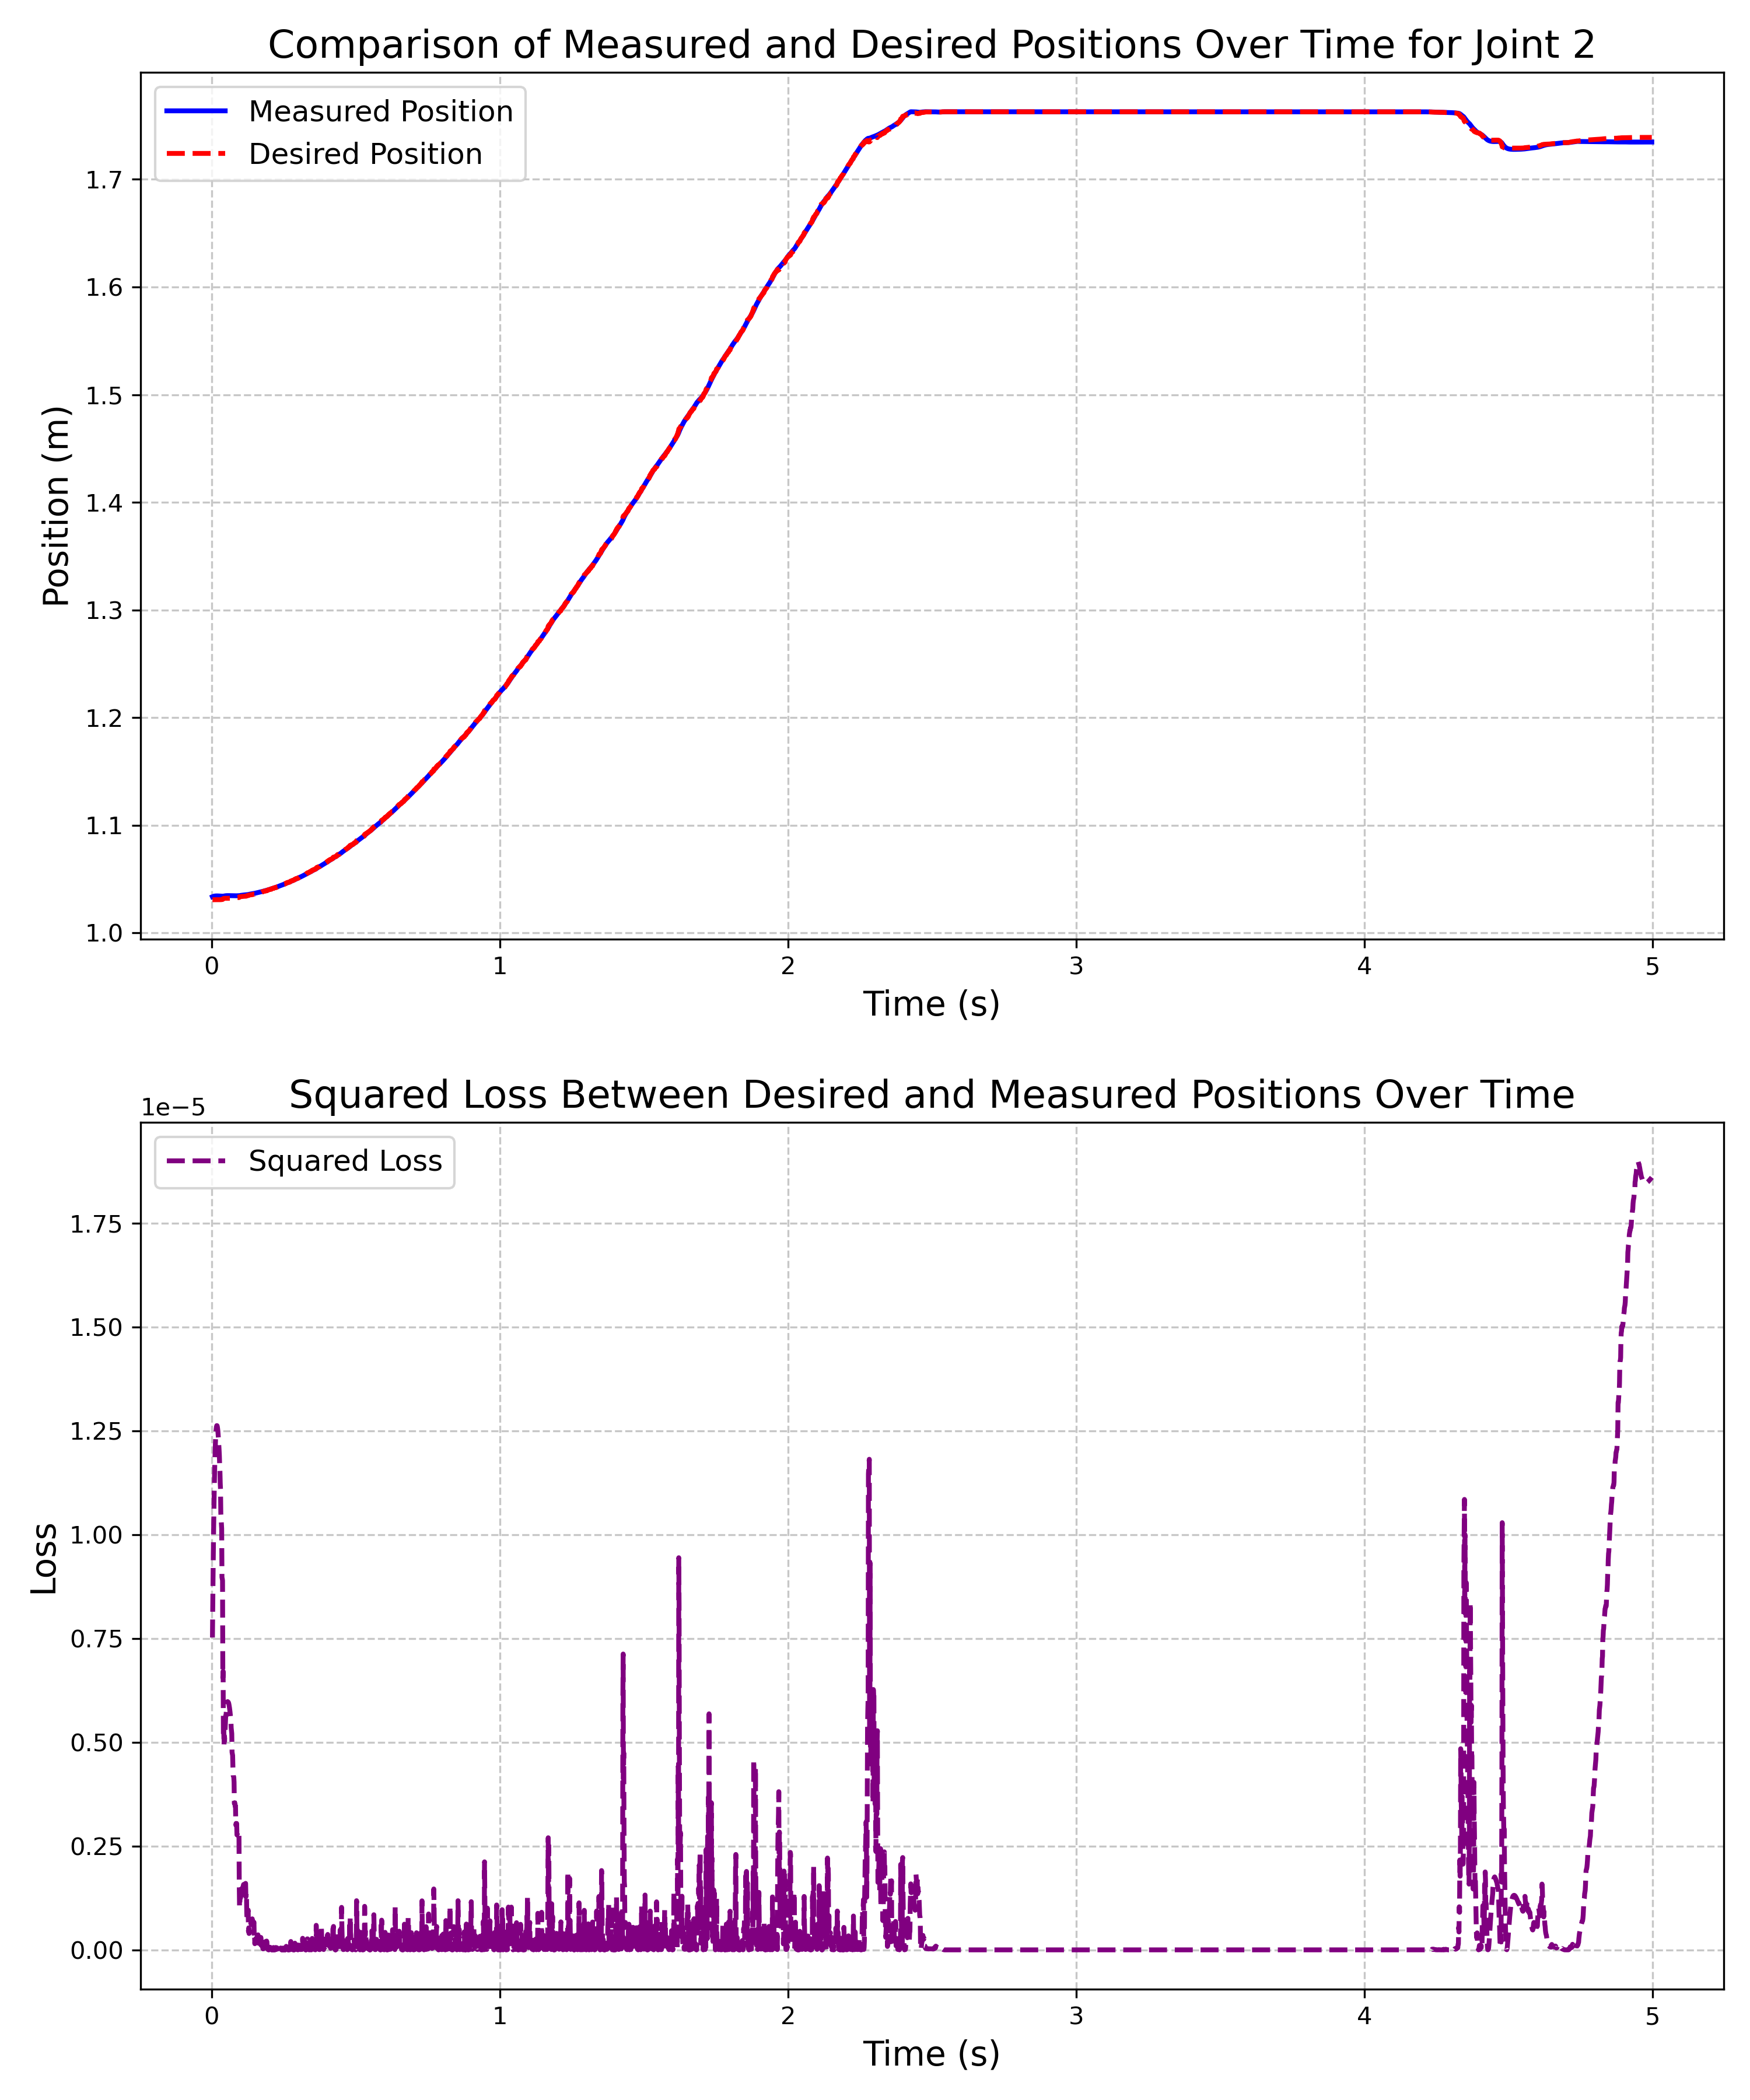 Comparison of Measured and Desired Positions Over Time for Joint 2
Measured Position
Desired Position
Position (m)
1.7
1.6
1.5
1.4
1.3
1.2
1.1
1.0
0 1 2 3 4 5
Time (s)
Squared Loss Between Desired and Measured Positions Over Time
1e−5
Squared Loss
Loss
1.75
1.50
1.25
1.00
0.75
0.50
0.25
0.00
0 1 2 3 4 5
Time (s)